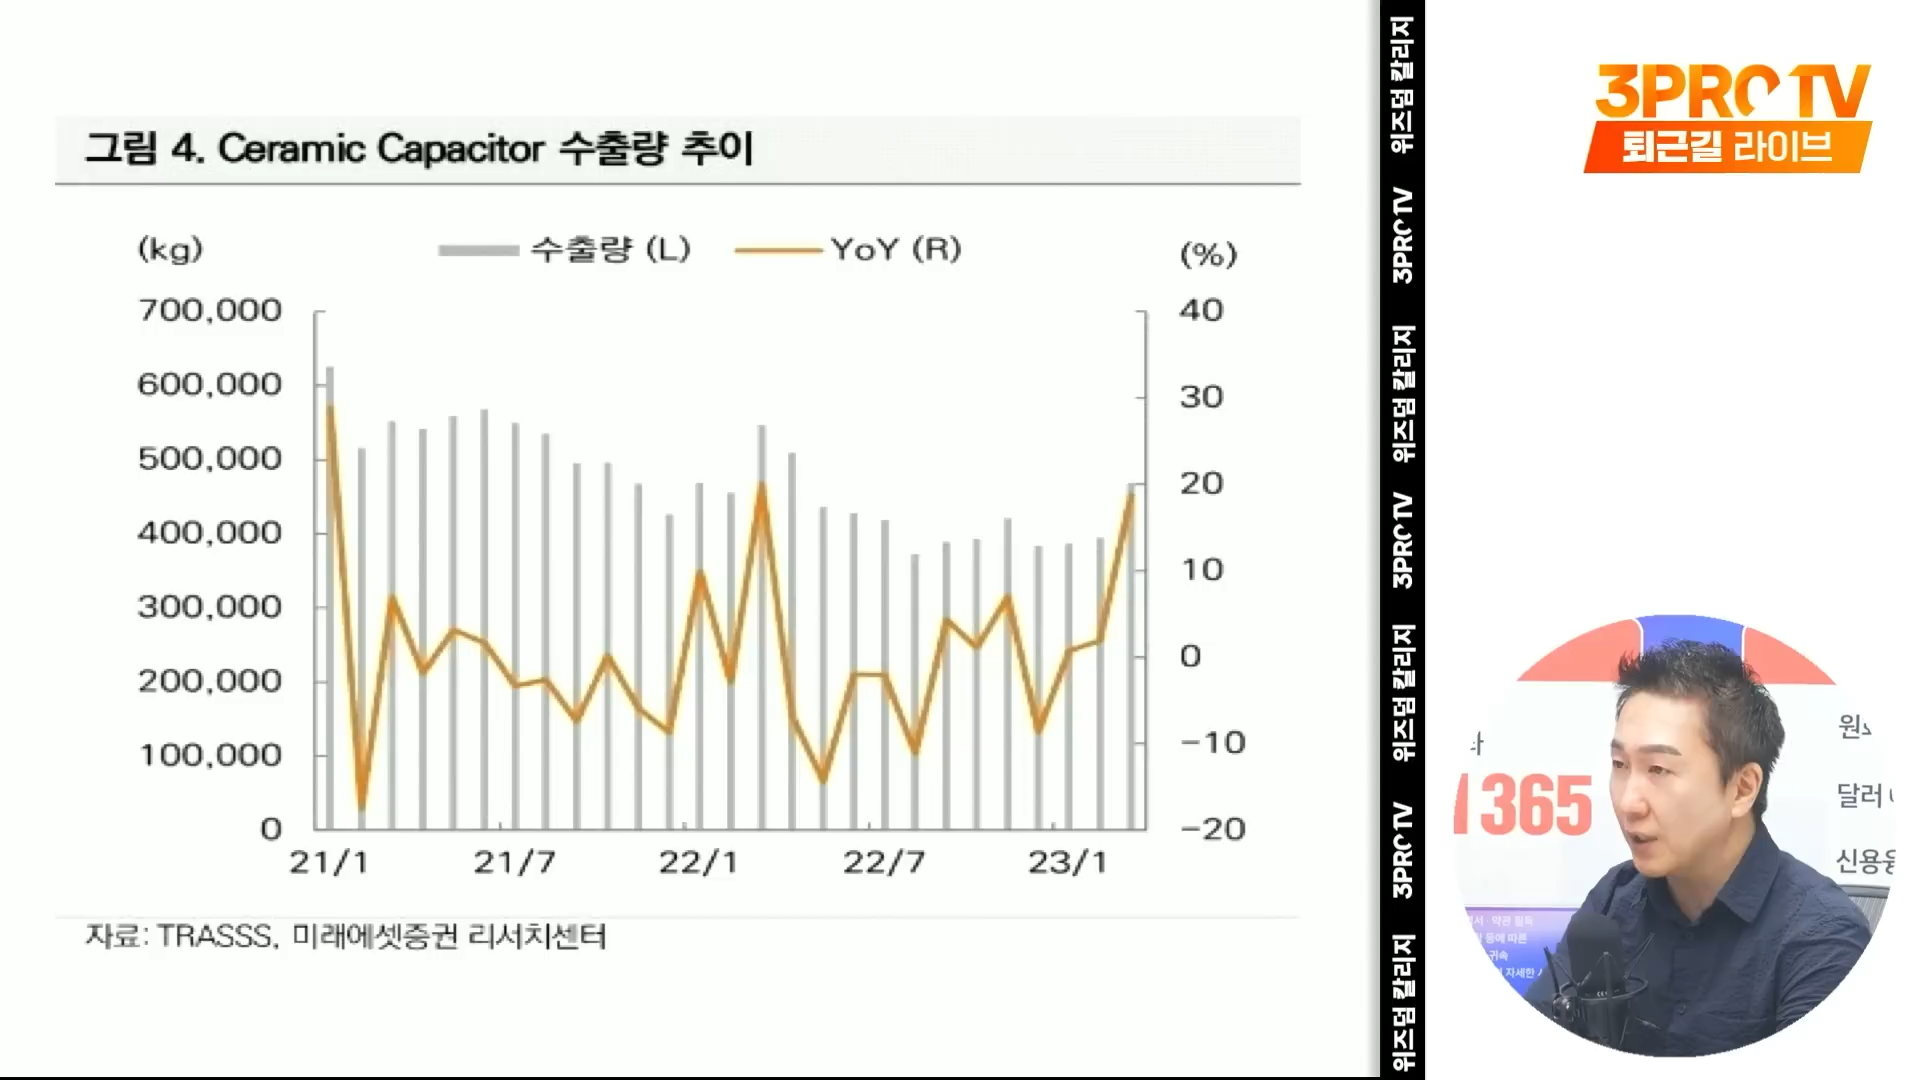 그림 4. Ceramic Capacitor 수출량 추이
(kg)
수출량 (L)
YoY (R)
(%)
700,000
600,000
500,000
400,000
300,000
200,000
100,000
0
40
30
20
10
0
−10
−20
21/1
21/7
22/1
22/7
23/1
자료: TRASSS, 미래에셋증권 리서치센터
위즈덤 칼리지
3PROTV
위즈덤 칼리지
3PROTV
위즈덤 칼리지
3PROTV
위즈덤 칼리지
3PROTV
퇴근길 라이브
365
달러
신용융